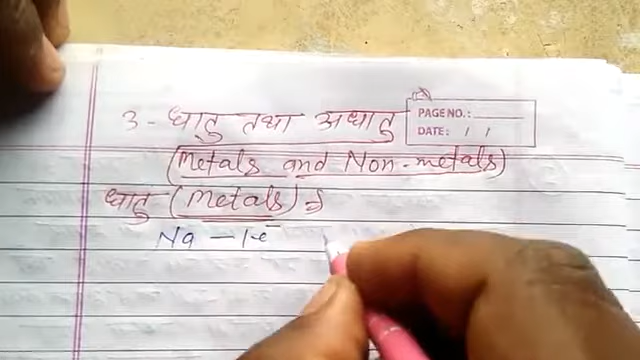 PAGE NO.:
DATE: / /
3 - धातु तथा अधातु
(Metals and Non-metals)
धातु (Metals) ⇒
Na — 1e⁻